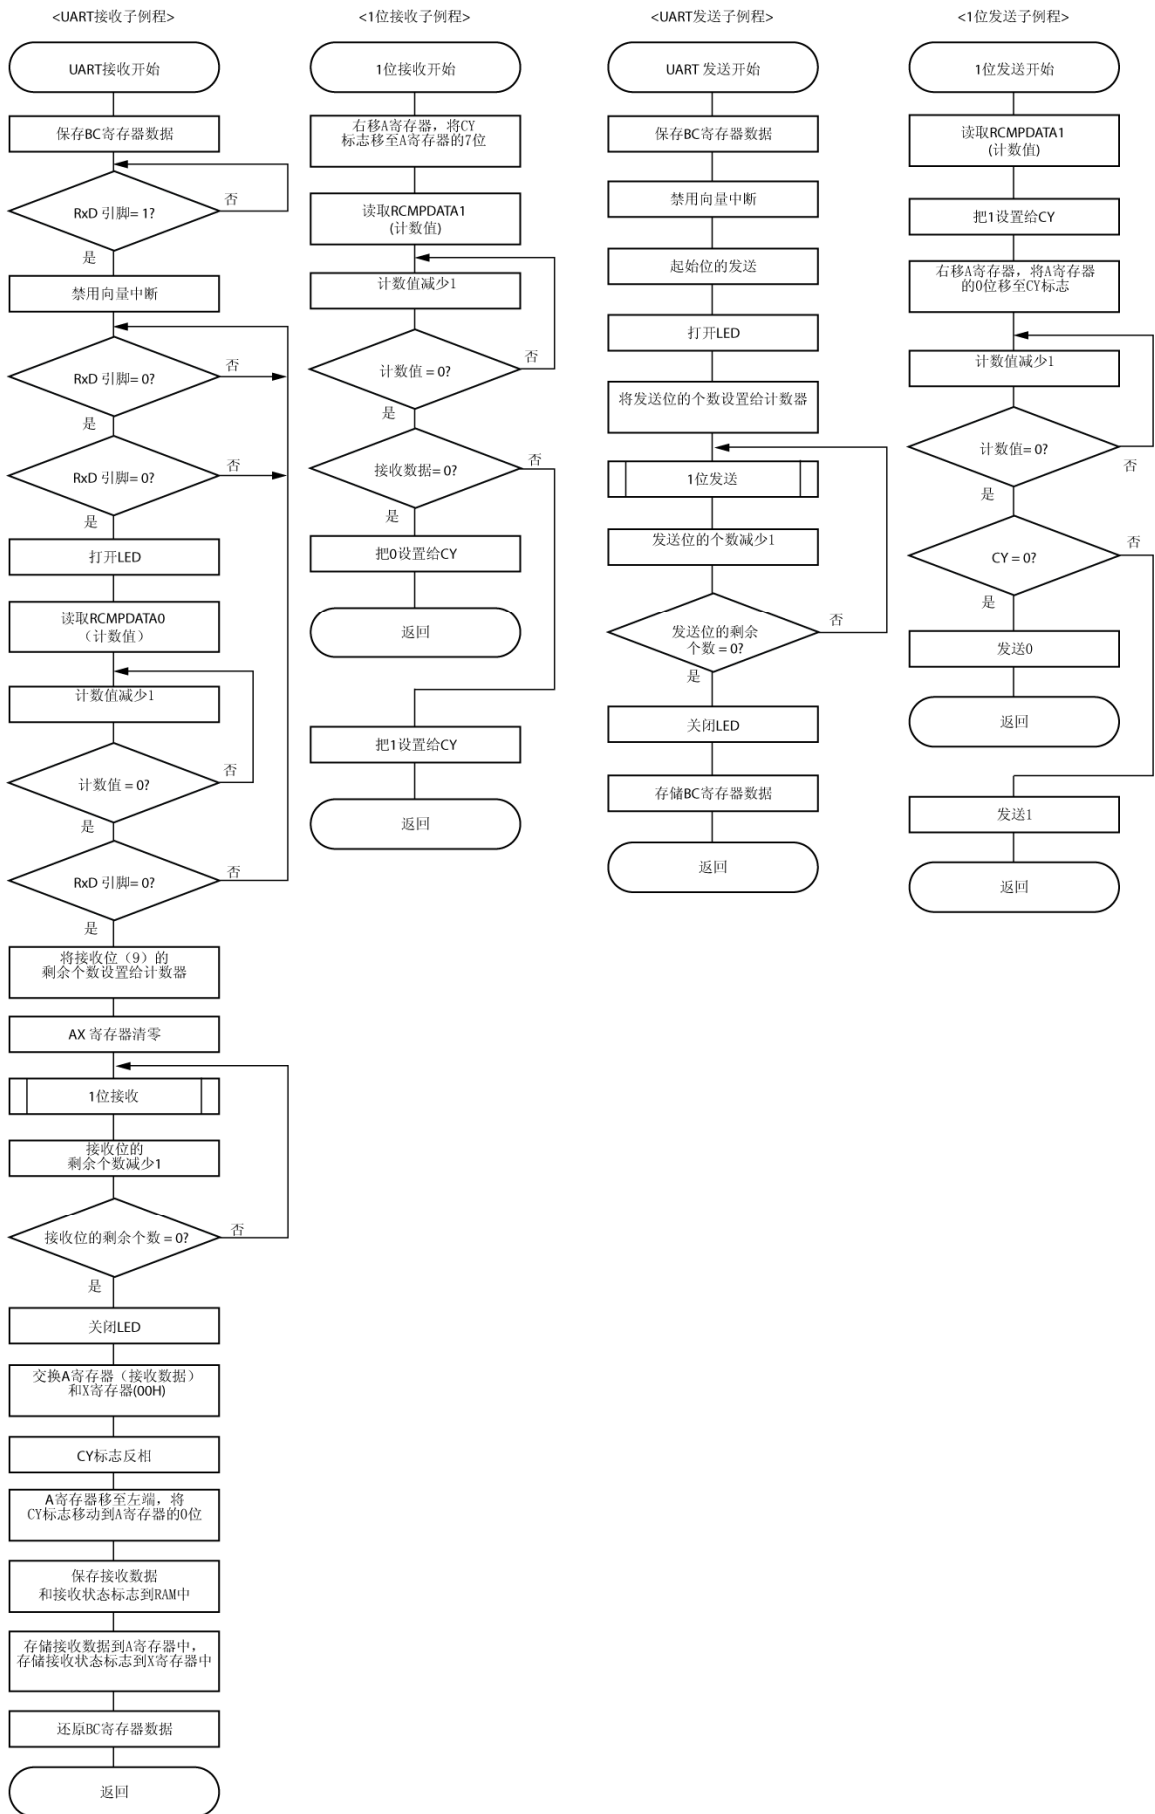 <UART接收子例程>
UART接收开始
保存BC寄存器数据
RxD 引脚= 1?
否
是
禁用向量中断
RxD 引脚= 0?
否
是
RxD 引脚= 0?
否
是
打开LED
读取RCMPDATA0
（计数值）
计数值减少1
计数值 = 0?
否
是
RxD 引脚= 0?
否
是
将接收位（9）的
剩余个数设置给计数器
AX 寄存器清零
1位接收
接收位的
剩余个数减少1
接收位的剩余个数 = 0?
否
是
关闭LED
交换A寄存器（接收数据）
和X寄存器(00H)
CY标志反相
A寄存器移至左端，将
CY标志移动到A寄存器的0位
保存接收数据
和接收状态标志到RAM中
存储接收数据到A寄存器中，
存储接收状态标志到X寄存器中
还原BC寄存器数据
返回
<1位接收子例程>
1位接收开始
右移A寄存器，将CY
标志移至A寄存器的7位
读取RCMPDATA1
(计数值)
计数值减少1
计数值 = 0?
否
是
接收数据= 0?
否
是
把0设置给CY
返回
把1设置给CY
返回
<UART发送子例程>
UART 发送开始
保存BC寄存器数据
禁用向量中断
起始位的发送
打开LED
将发送位的个数设置给计数器
1位发送
发送位的个数减少1
发送位的剩余
个数 = 0?
否
是
关闭LED
存储BC寄存器数据
返回
<1位发送子例程>
1位发送开始
读取RCMPDATA1
(计数值)
把1设置给CY
右移A寄存器，将A寄存器
的0位移至CY标志
计数值减少1
计数值= 0?
否
是
CY = 0?
否
是
发送0
返回
发送1
返回